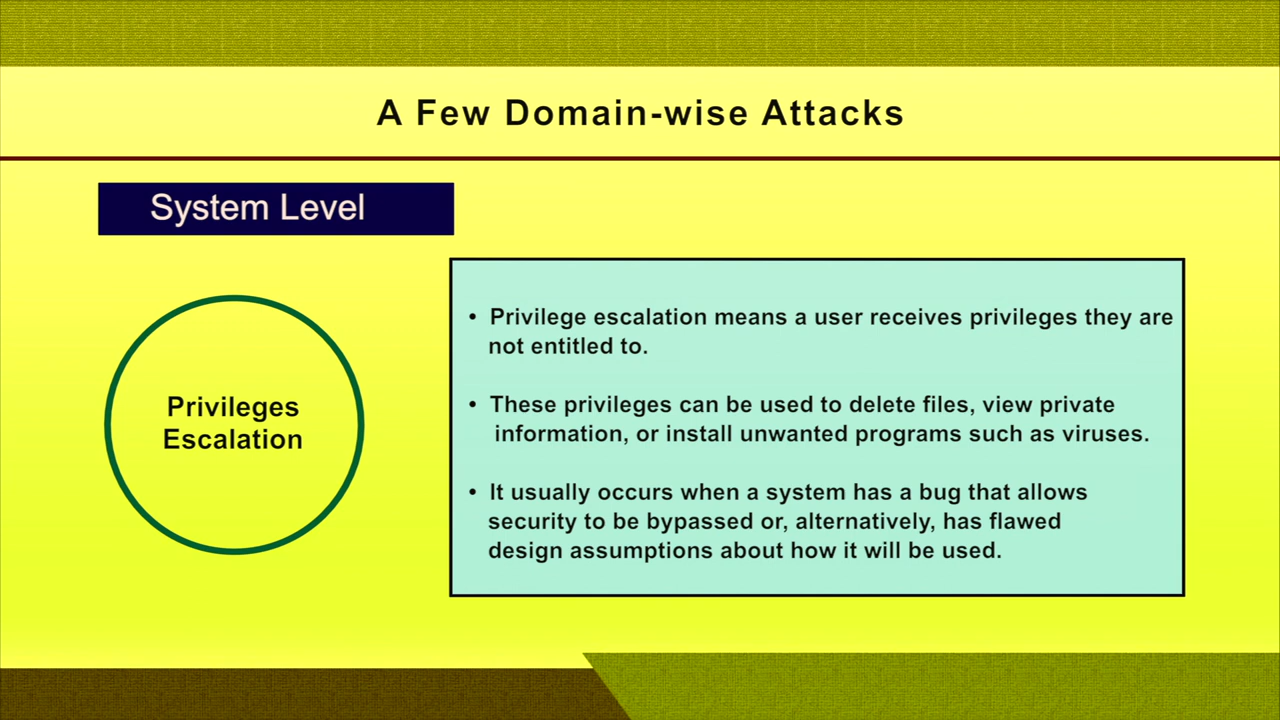 A Few Domain-wise Attacks
System Level
Privileges
Escalation
• Privilege escalation means a user receives privileges they are
not entitled to.
• These privileges can be used to delete files, view private
information, or install unwanted programs such as viruses.
• It usually occurs when a system has a bug that allows
security to be bypassed or, alternatively, has flawed
design assumptions about how it will be used.